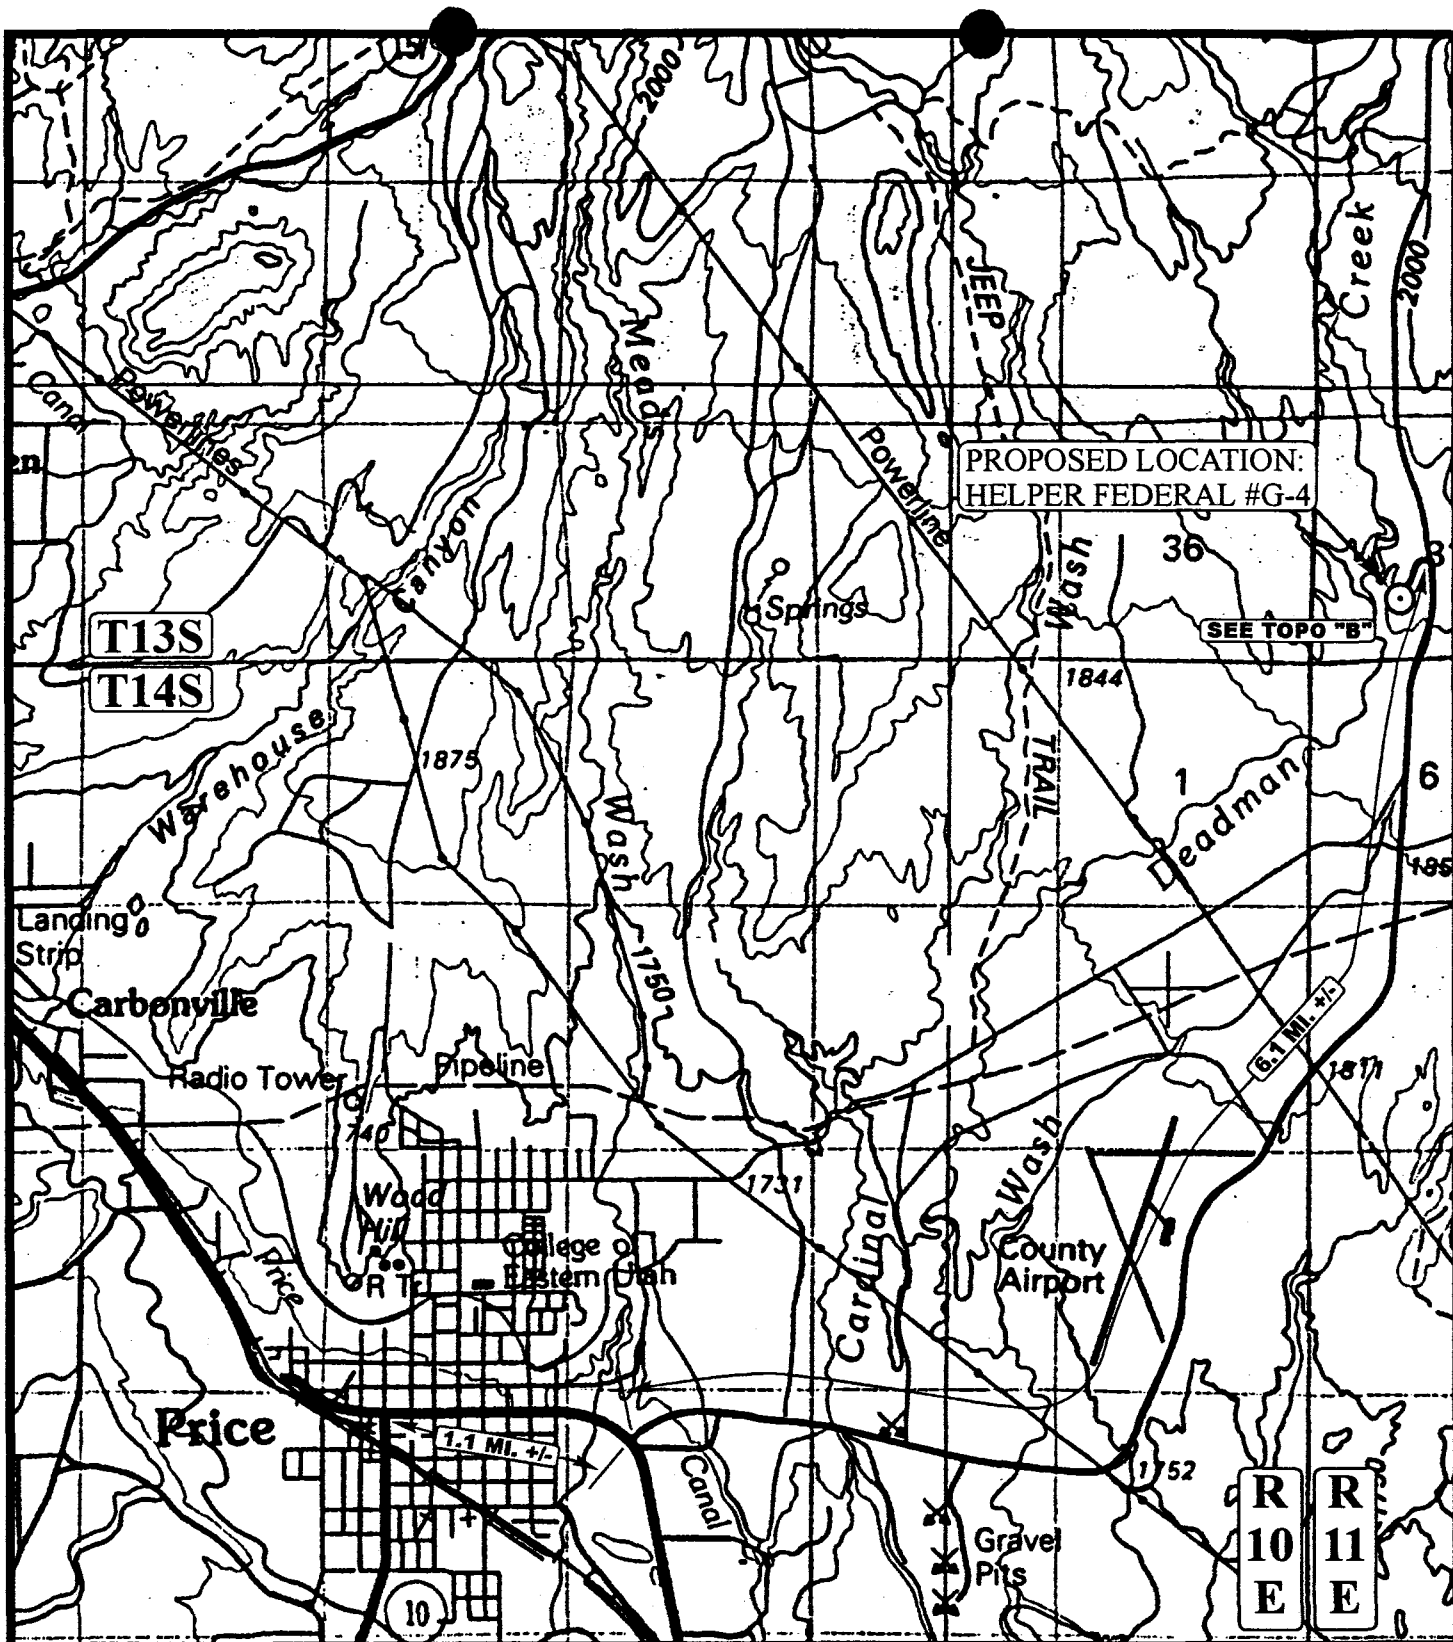 2000
Creek
2000
JEEP
Meads
Canal
Powerlines
Powerline
PROPOSED LOCATION:
HELPER FEDERAL #G-4
Canyon
36
Wash
Springs
SEE TOPO "B"
T13S
T14S
1844
Warehouse
1875
TRAIL
1
6
Deadman
Wash
Landing
Strip
1750
Carbonville
6.1 MI. +/-
Radio Tower
Pipeline
1811
740
Wash
1731
Wood
Hill
Cardinal
College of
Eastern Utah
County
Airport
Price
R T
Price
1.1 MI. +/-
Canal
1752
R
10
E
R
11
E
Gravel
Pits
10